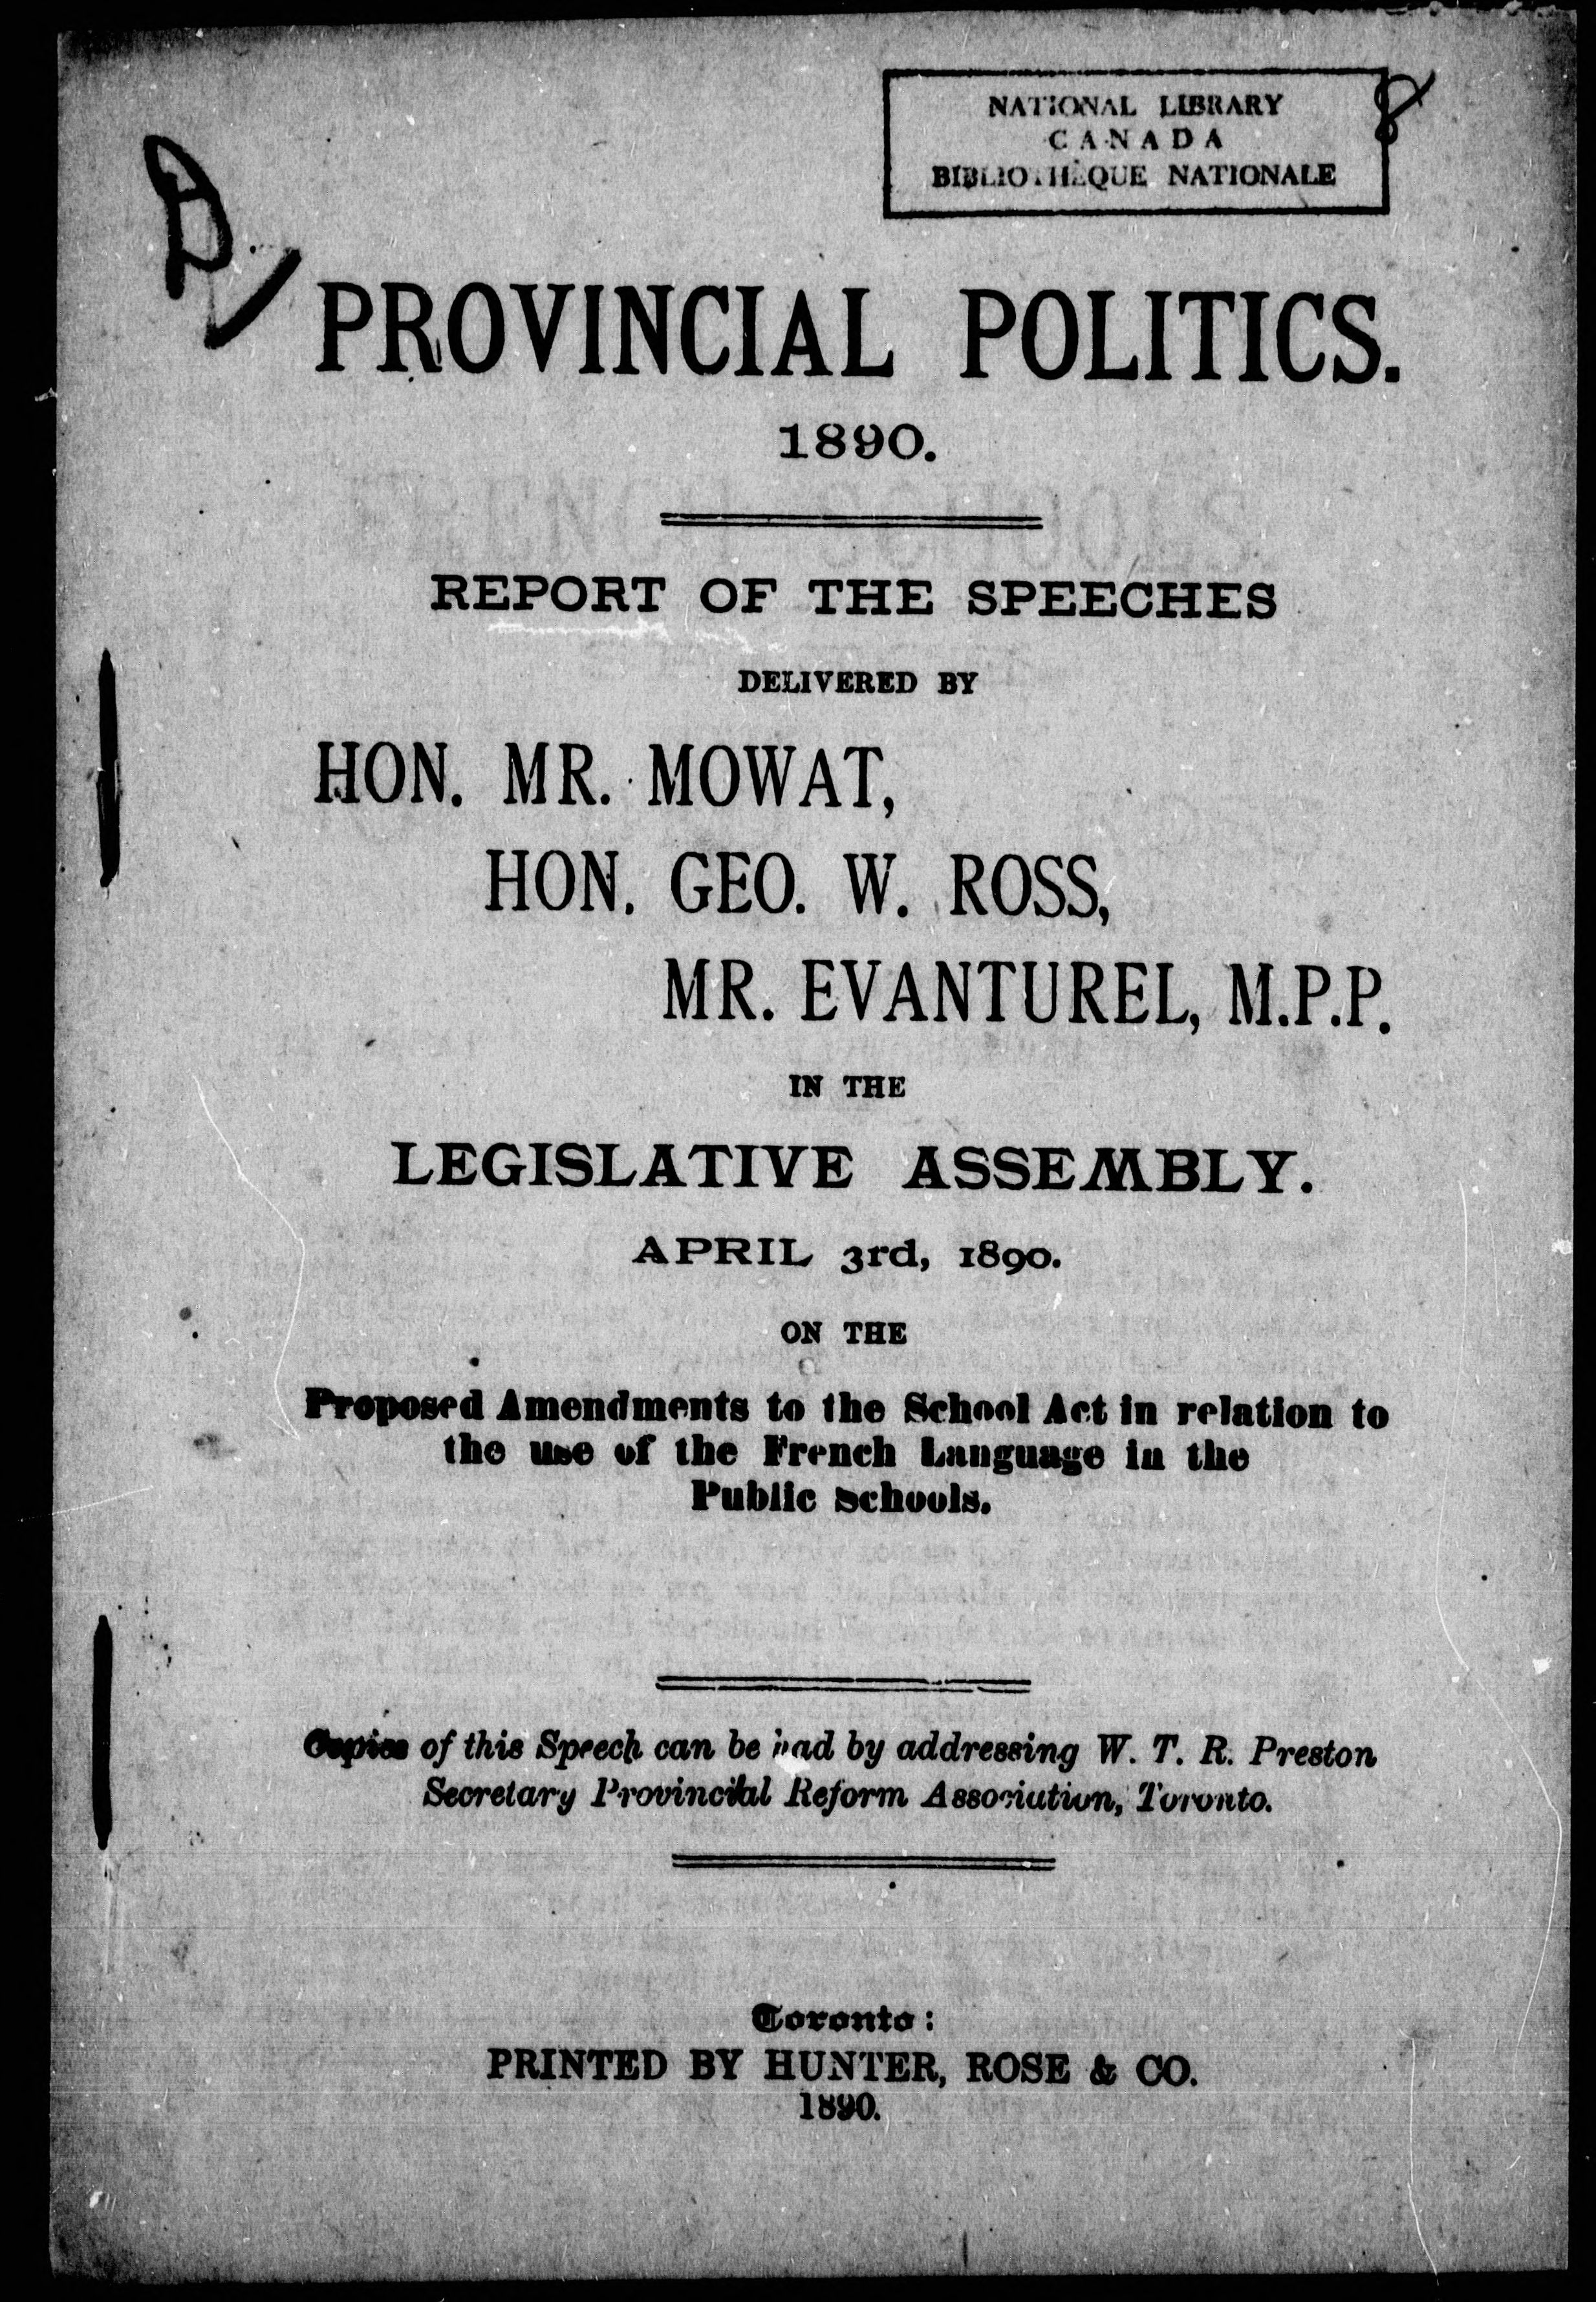 NATIONAL LIBRARY
CANADA
BIBLIOTHÈQUE NATIONALE
PROVINCIAL POLITICS.
1890.
REPORT OF THE SPEECHES
DELIVERED BY
HON. MR. MOWAT,
HON. GEO. W. ROSS,
MR. EVANTUREL, M.P.P.
IN THE
LEGISLATIVE ASSEMBLY.
APRIL 3rd, 1890.
ON THE
Proposed Amendments to the School Act in relation to
the use of the French Language in the
Public Schools.
Copies of this Speech can be had by addressing W. T. R. Preston
Secretary Provincial Reform Association, Toronto.
Toronto:
PRINTED BY HUNTER, ROSE & CO.
1890.